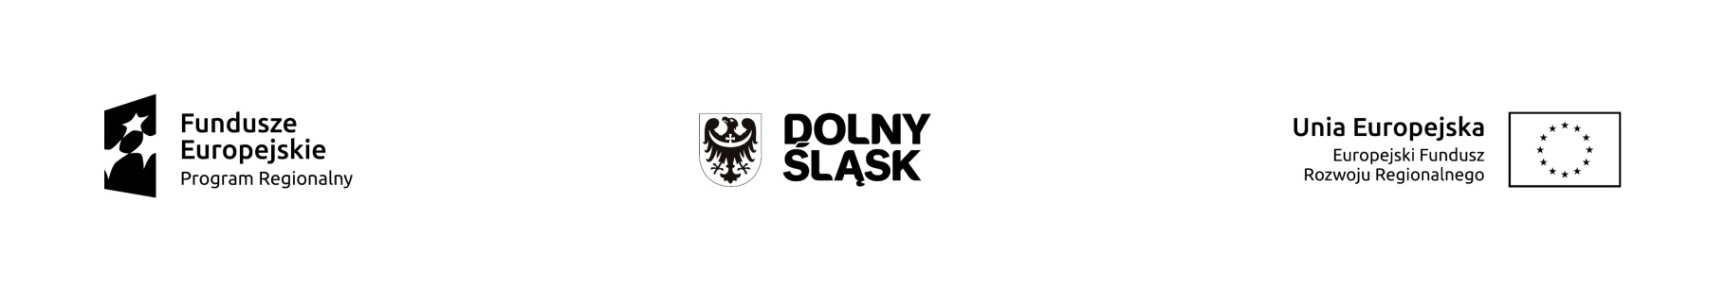 Fundusze
Europejskie
Program Regionalny
DOLNY
ŚLĄSK
Unia Europejska
Europejski Fundusz
Rozwoju Regionalnego